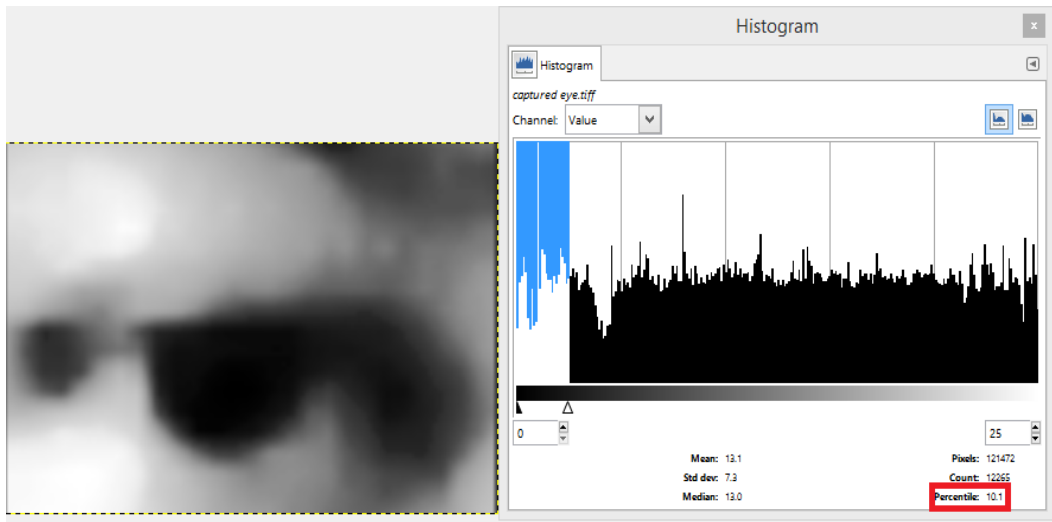 Histogram
x
Histogram
captured eye.tiff
Channel: Value
0 25
Mean: 13.1 Pixels: 121472
Std dev: 7.3 Count: 12265
Median: 13.0 Percentile: 10.1